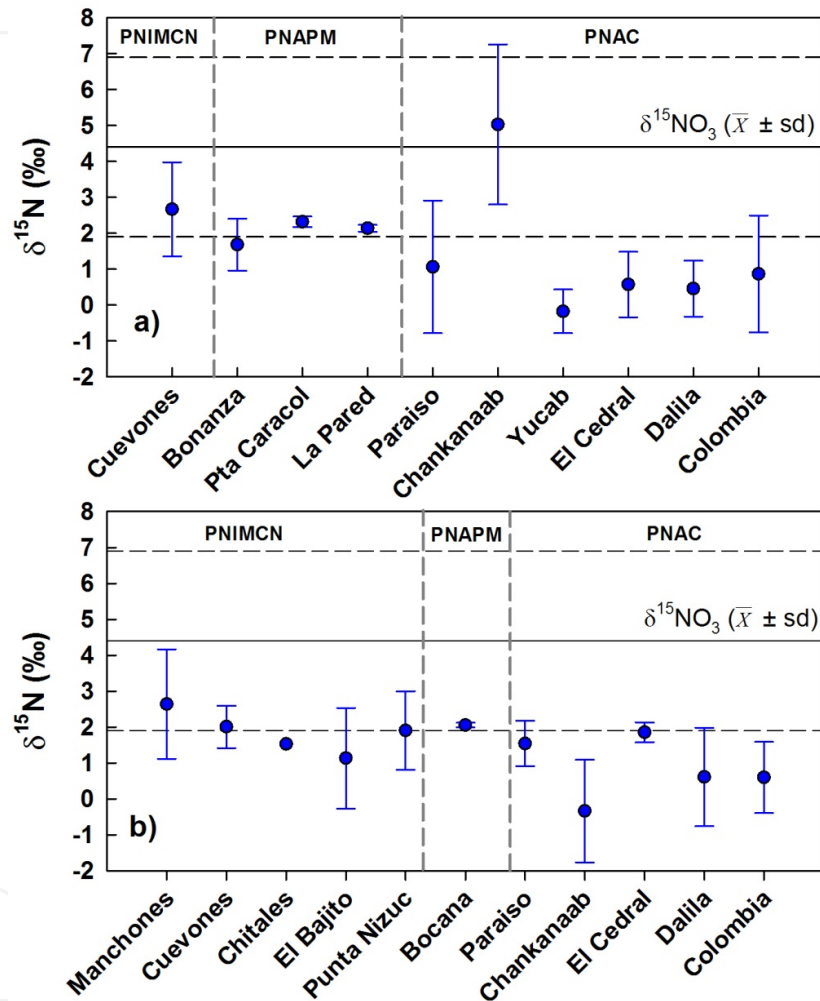 PNIMCN PNAPM PNAC
8
7
6
5
4
3
2
1
0
-1
-2
δ¹⁵N (‰)
δ¹⁵NO₃ (X̄ ± sd)
a)
Cuevones
Bonanza
Pta Caracol
La Pared
Paraiso
Chankanaab
Yucab
El Cedral
Dalila
Colombia
PNIMCN PNAPM PNAC
8
7
6
5
4
3
2
1
0
-1
-2
δ¹⁵N (‰)
δ¹⁵NO₃ (X̄ ± sd)
b)
Manchones
Cuevones
Chitales
El Bajito
Punta Nizuc
Bocana
Paraiso
Chankanaab
El Cedral
Dalila
Colombia